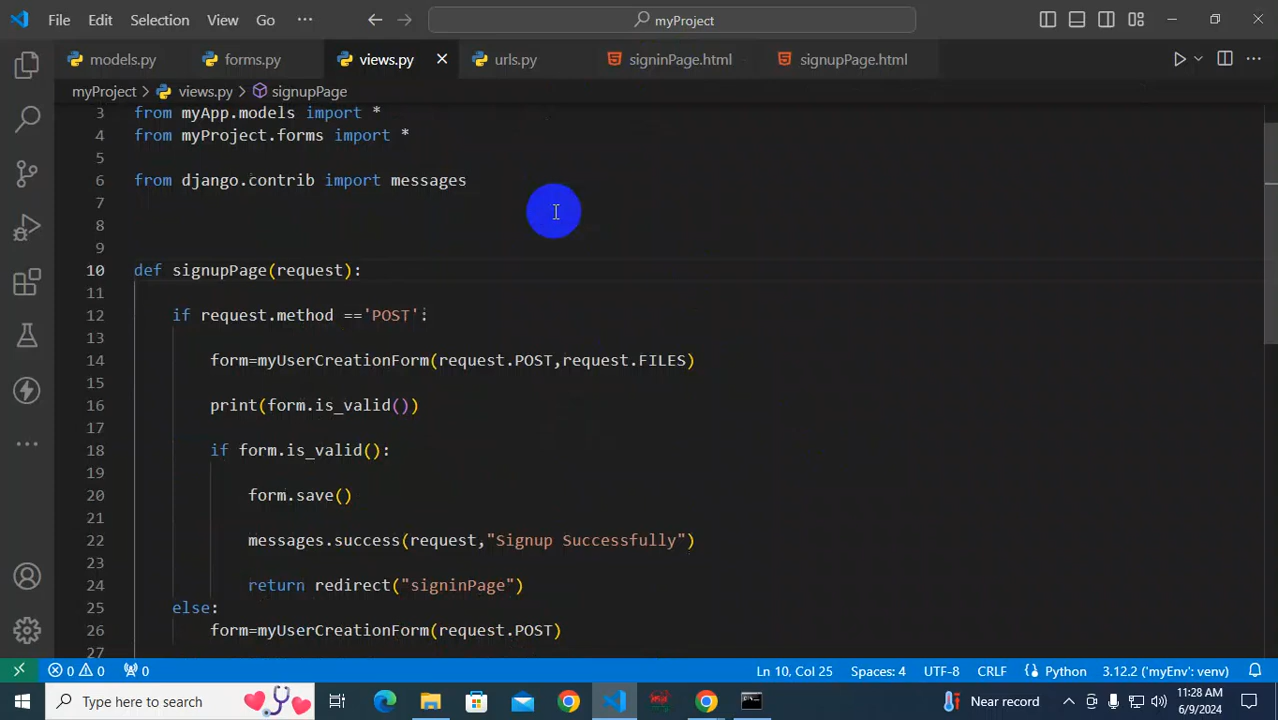 File Edit Selection View Go ··· myProject
models.py forms.py views.py urls.py signinPage.html signupPage.html
myProject > views.py > signupPage
3 from myApp.models import *
4 from myProject.forms import *
5
6 from django.contrib import messages
7
8
9
10 def signupPage(request):
11
12 if request.method =='POST':
13
14 form=myUserCreationForm(request.POST,request.FILES)
15
16 print(form.is_valid())
17
18 if form.is_valid():
19
20 form.save()
21
22 messages.success(request,"Signup Successfully")
23
24 return redirect("signinPage")
25 else:
26 form=myUserCreationForm(request.POST)
27
0 0 0 Ln 10, Col 25 Spaces: 4 UTF-8 CRLF Python 3.12.2 ('myEnv': venv)
Type here to search Near record 11:28 AM
6/9/2024